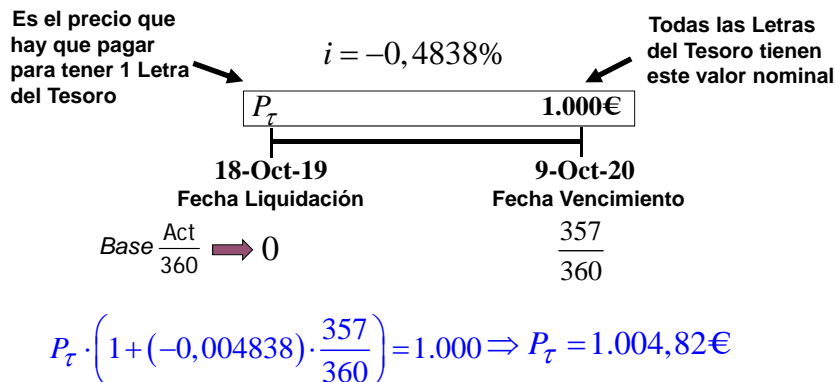 Es el precio que
hay que pagar
para tener 1 Letra
del Tesoro
i = −0,4838%
Todas las Letras
del Tesoro tienen
este valor nominal
P_τ 1.000€
18-Oct-19 9-Oct-20
Fecha Liquidación Fecha Vencimiento
Base Act/360 → 0 357/360
P_τ · (1 + (−0,004838) · 357/360) = 1.000 ⇒ P_τ = 1.004,82€